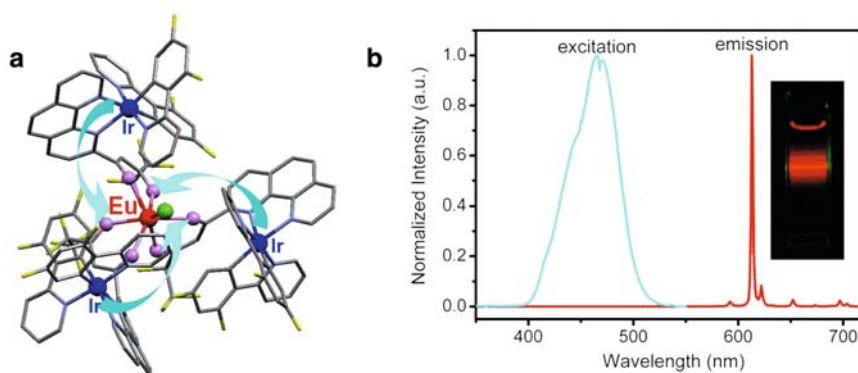 a
Ir
Eu
Ir
Ir
b
excitation
emission
Normalized Intensity (a.u.)
1.0
0.8
0.6
0.4
0.2
0.0
400
500
600
700
Wavelength (nm)